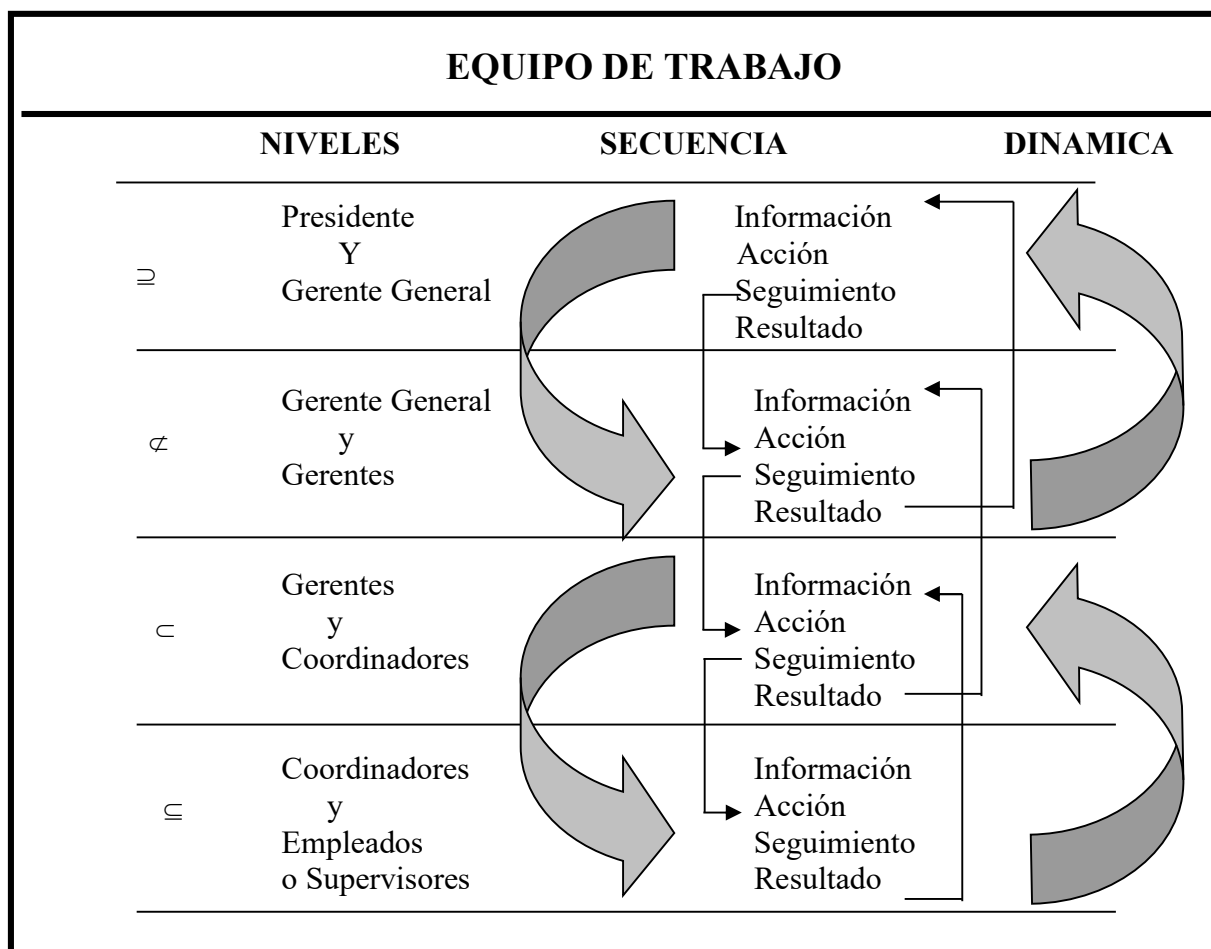 EQUIPO DE TRABAJO
NIVELES SECUENCIA DINAMICA
Presidente
Y
⊇ Gerente General
Información
Acción
Seguimiento
Resultado
Gerente General
⊄ y
Gerentes
Información
Acción
Seguimiento
Resultado
Gerentes
⊂ y
Coordinadores
Información
Acción
Seguimiento
Resultado
Coordinadores
⊆ y
Empleados
o Supervisores
Información
Acción
Seguimiento
Resultado